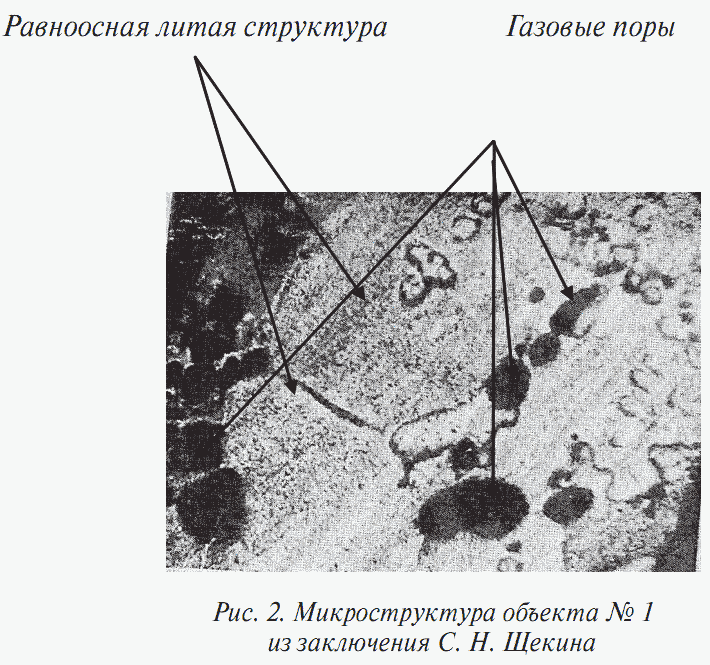 Равноосная литая структура
Газовые поры
Рис. 2. Микроструктура объекта № 1
из заключения С. Н. Щекина